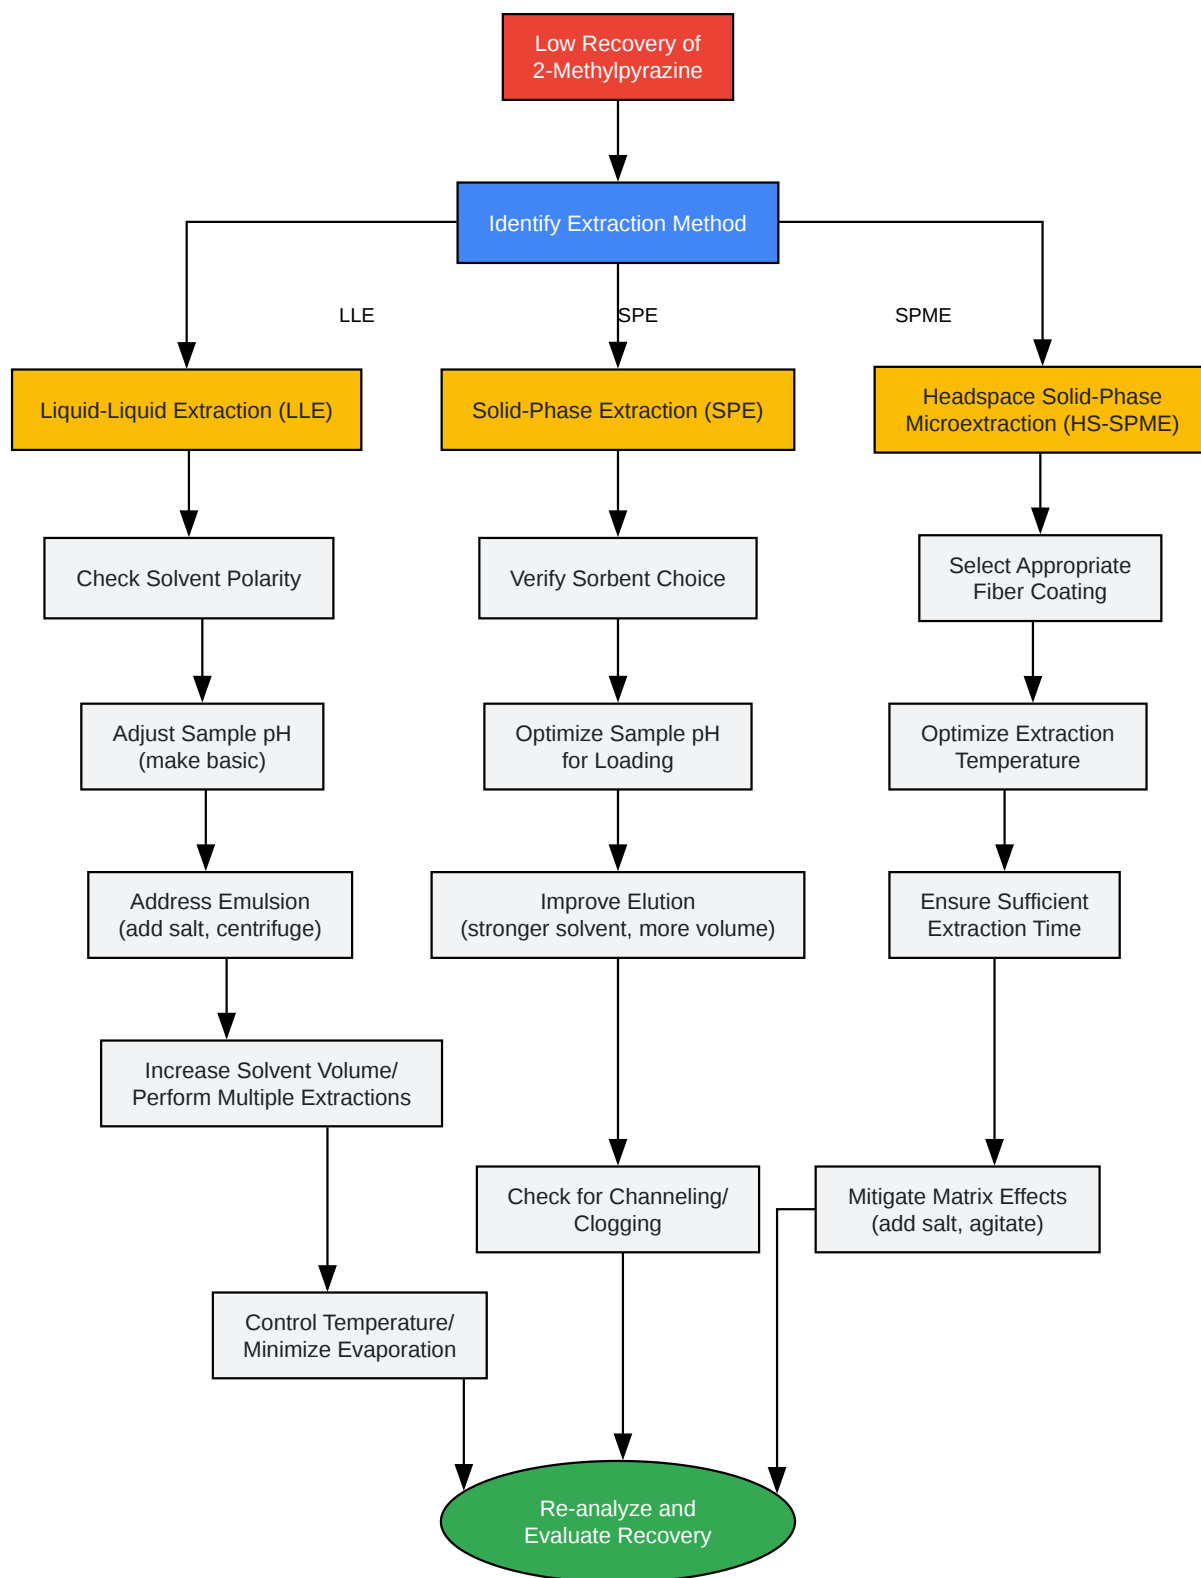 Low Recovery of
2-Methylpyrazine
Identify Extraction Method
LLE
SPE
SPME
Liquid-Liquid Extraction (LLE)
Solid-Phase Extraction (SPE)
Headspace Solid-Phase
Microextraction (HS-SPME)
Check Solvent Polarity
Verify Sorbent Choice
Select Appropriate
Fiber Coating
Adjust Sample pH
(make basic)
Optimize Sample pH
for Loading
Optimize Extraction
Temperature
Address Emulsion
(add salt, centrifuge)
Improve Elution
(stronger solvent, more volume)
Ensure Sufficient
Extraction Time
Increase Solvent Volume/
Perform Multiple Extractions
Check for Channeling/
Clogging
Mitigate Matrix Effects
(add salt, agitate)
Control Temperature/
Minimize Evaporation
Re-analyze and
Evaluate Recovery